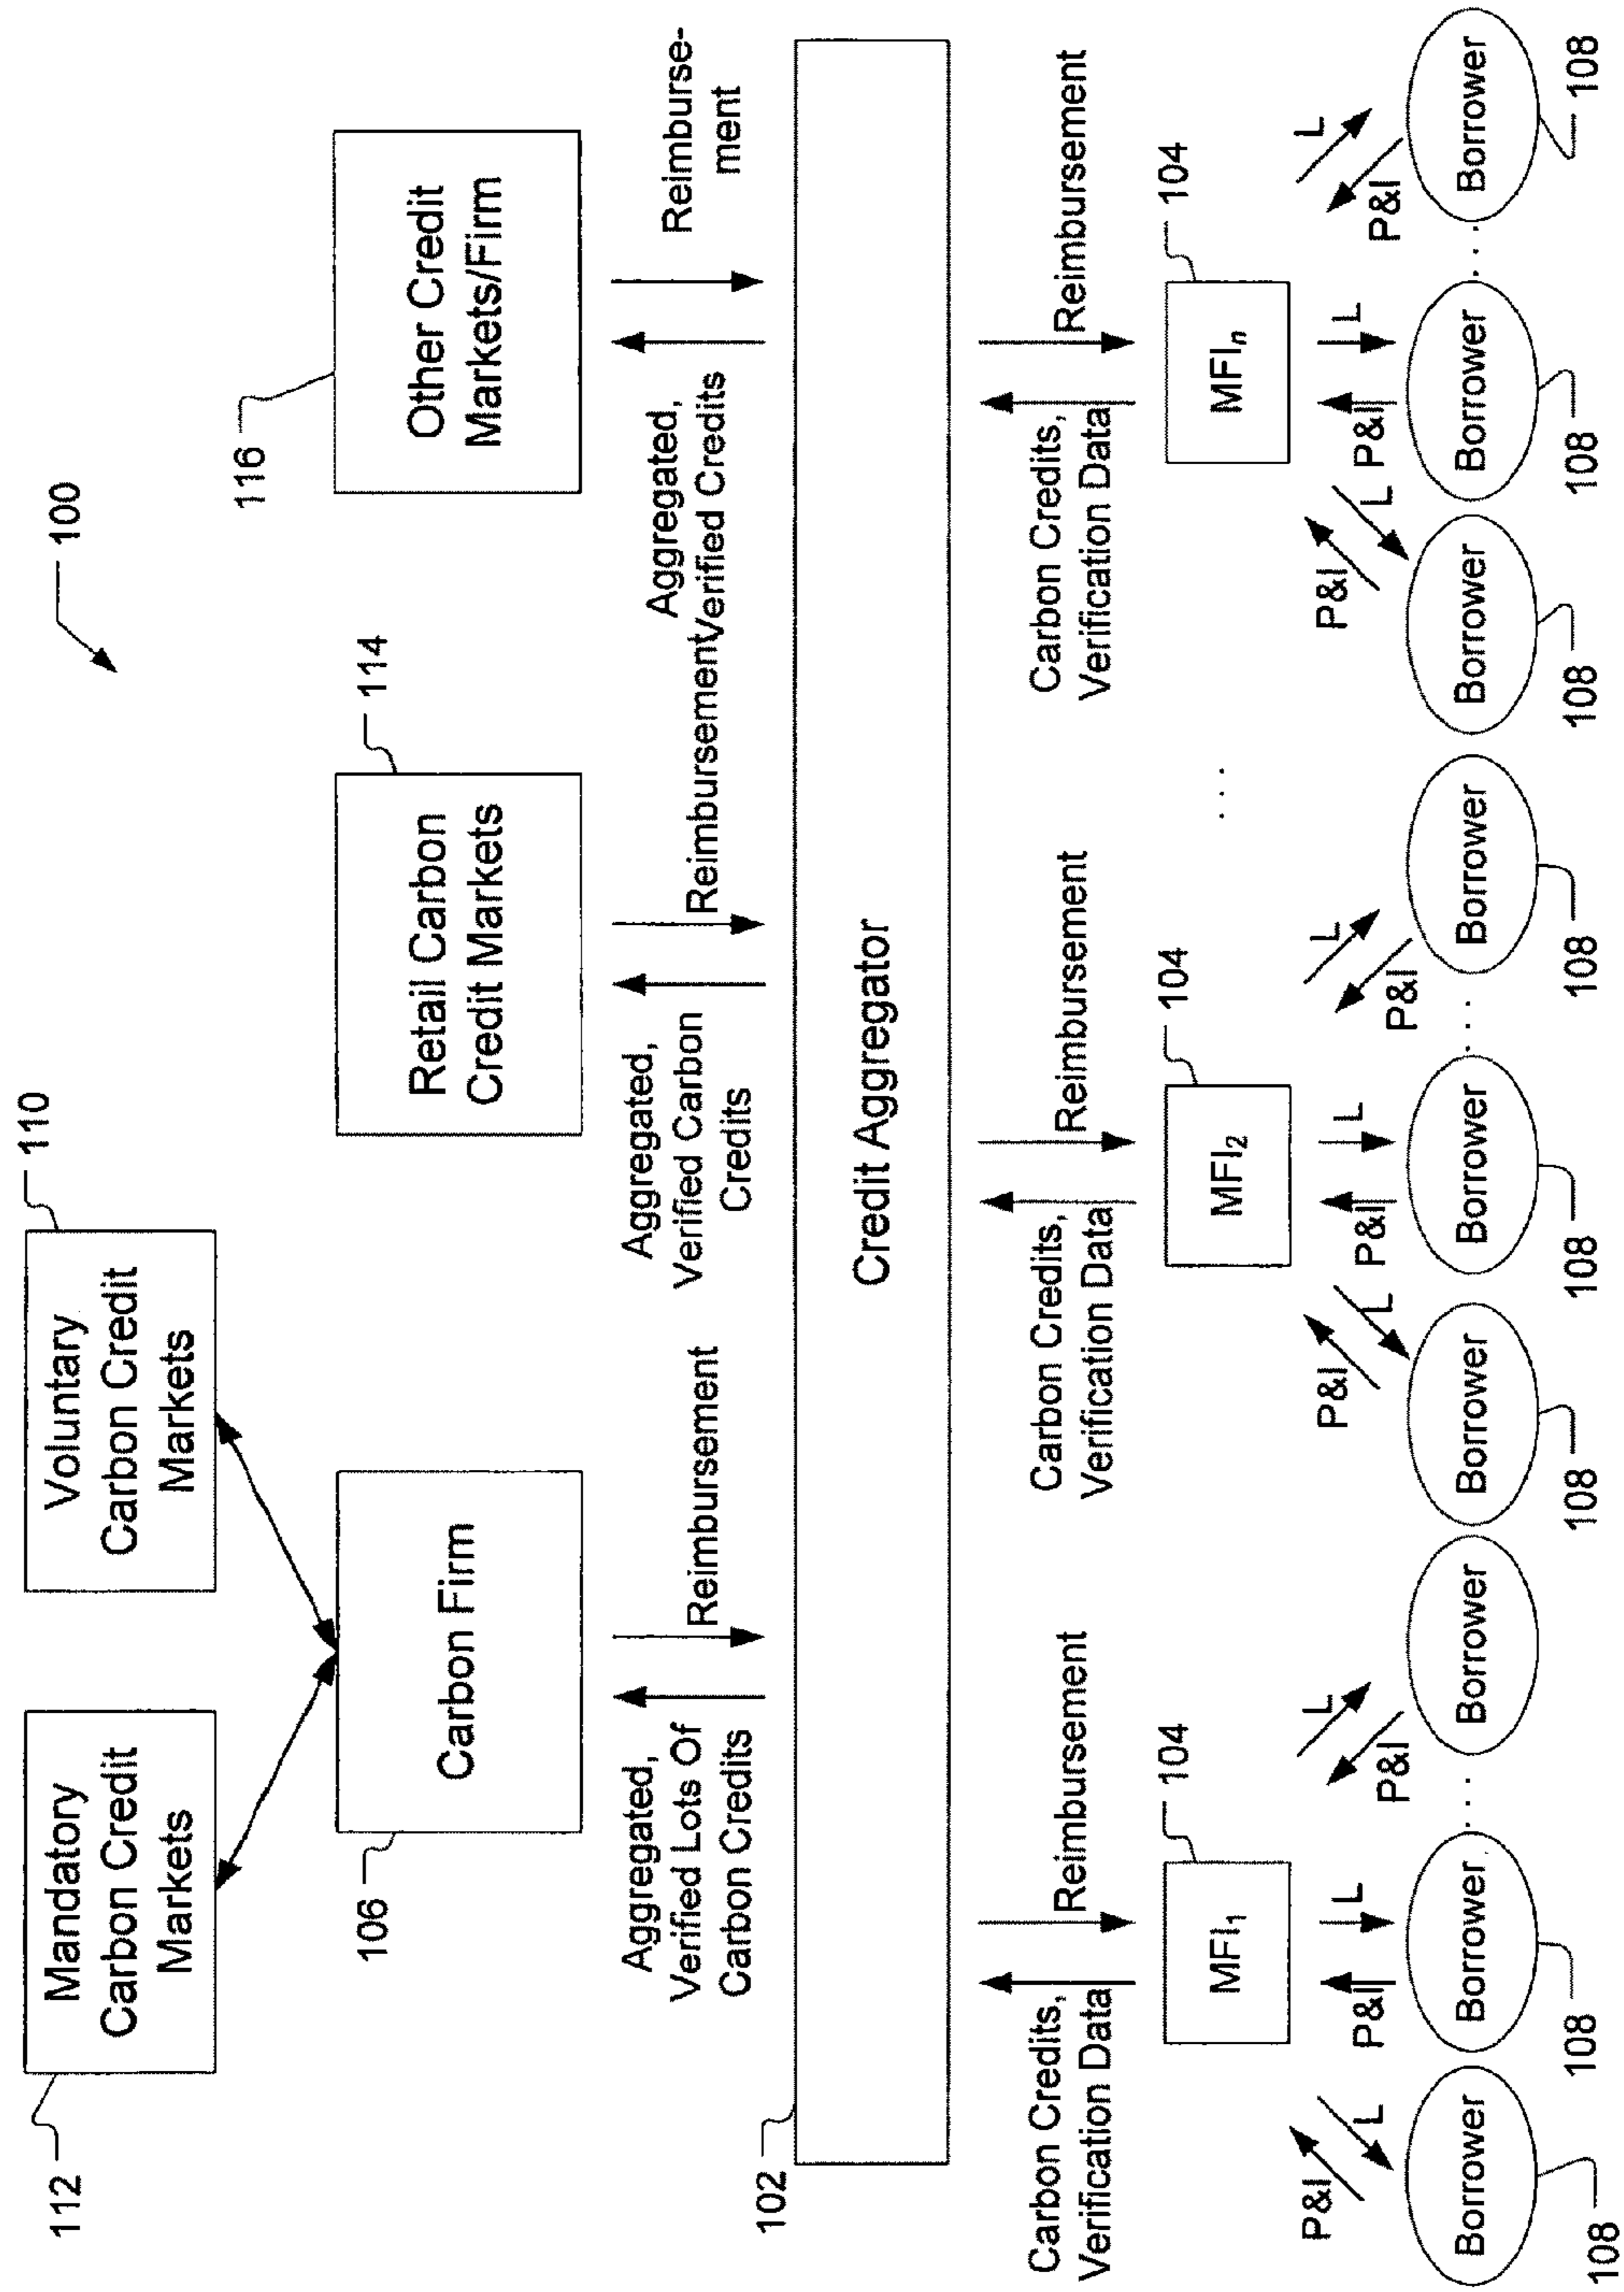 100
112
Mandatory
Carbon Credit
Markets
Voluntary
Carbon Credit
Markets
110
106
Carbon Firm
Retail Carbon
Credit Markets
114
116
Other Credit
Markets/Firm
Aggregated,
Verified Lots Of
Carbon Credits
Reimbursement
Aggregated,
Verified Carbon
Credits
Reimbursement
Aggregated,
Verified Credits
Reimburse-
ment
102
Credit Aggregator
Carbon Credits,
Verification Data
Reimbursement
Carbon Credits,
Verification Data
Reimbursement
Carbon Credits,
Verification Data
Reimbursement
MFI₁
104
MFI₂
104
. . .
MFIₙ
104
P&I
L
P&I
L
P&I
L
P&I
L
P&I
L
P&I
L
P&I
L
P&I
L
P&I
L
Borrower
Borrower
. . .
Borrower
Borrower
Borrower
. . .
Borrower
Borrower
Borrower
. . .
Borrower
108
108
108
108
108
108
108
108